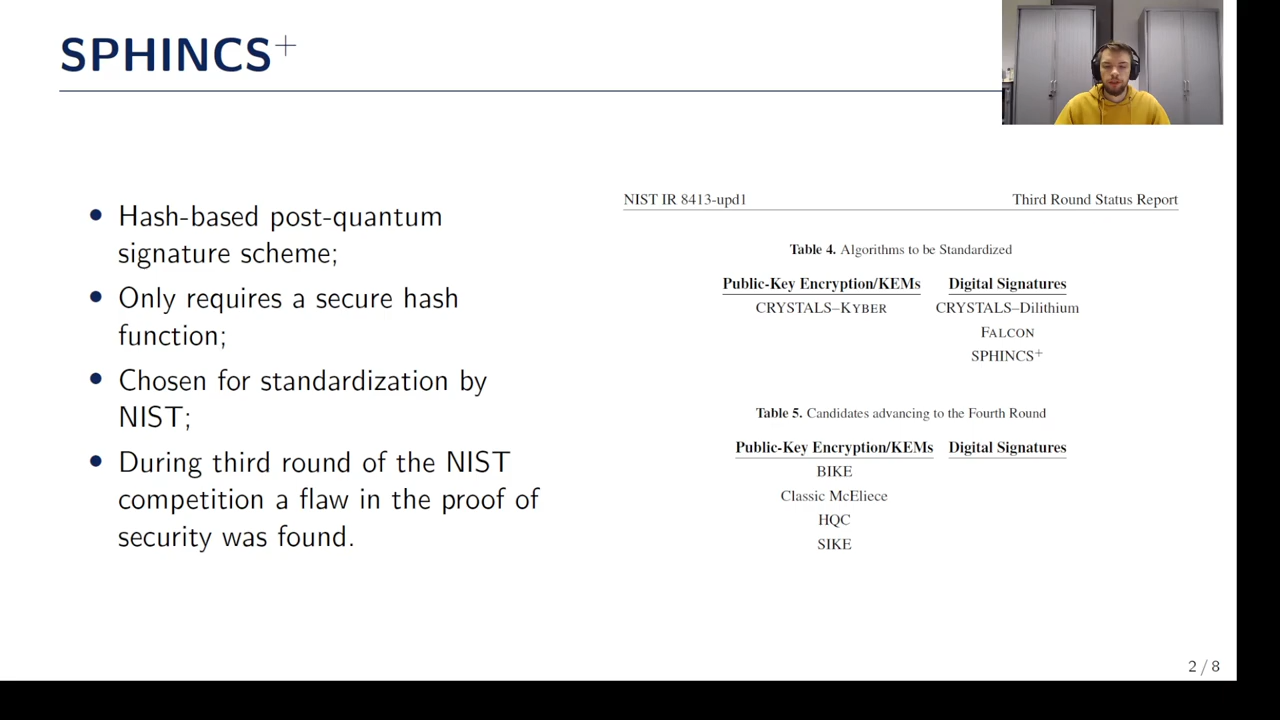 SPHINCS+
• Hash-based post-quantum
signature scheme;
• Only requires a secure hash
function;
• Chosen for standardization by
NIST;
• During third round of the NIST
competition a flaw in the proof of
security was found.
NIST IR 8413-upd1 Third Round Status Report
Table 4. Algorithms to be Standardized
Public-Key Encryption/KEMs Digital Signatures
CRYSTALS–KYBER CRYSTALS–Dilithium
FALCON
SPHINCS+
Table 5. Candidates advancing to the Fourth Round
Public-Key Encryption/KEMs Digital Signatures
BIKE
Classic McEliece
HQC
SIKE
2 / 8